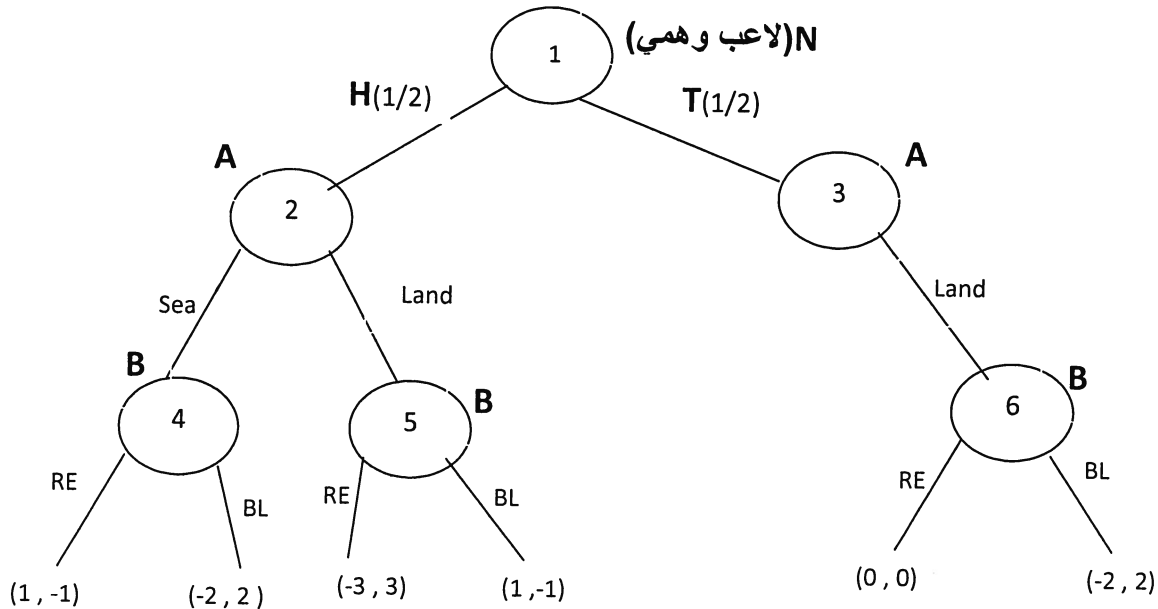 1
N(لاعب وهمي)
H(1/2)
T(1/2)
A
2
A
3
Sea
Land
Land
B
4
B
5
B
6
RE
BL
RE
BL
RE
BL
(1 , -1)
(-2 , 2 )
(-3 , 3)
(1 ,-1)
(0 , 0)
(-2 , 2)